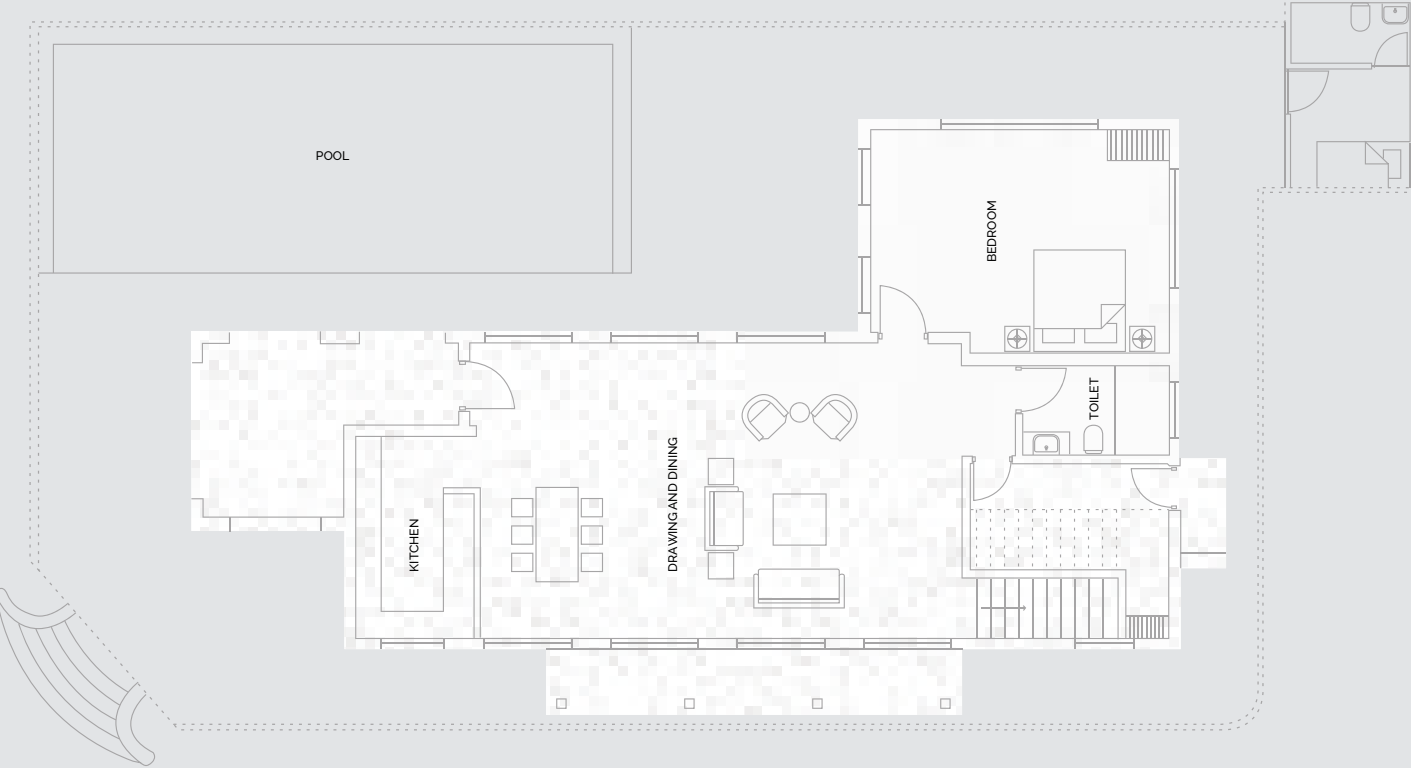 POOL
BEDROOM
TOILET
DRAWING AND DINING
KITCHEN